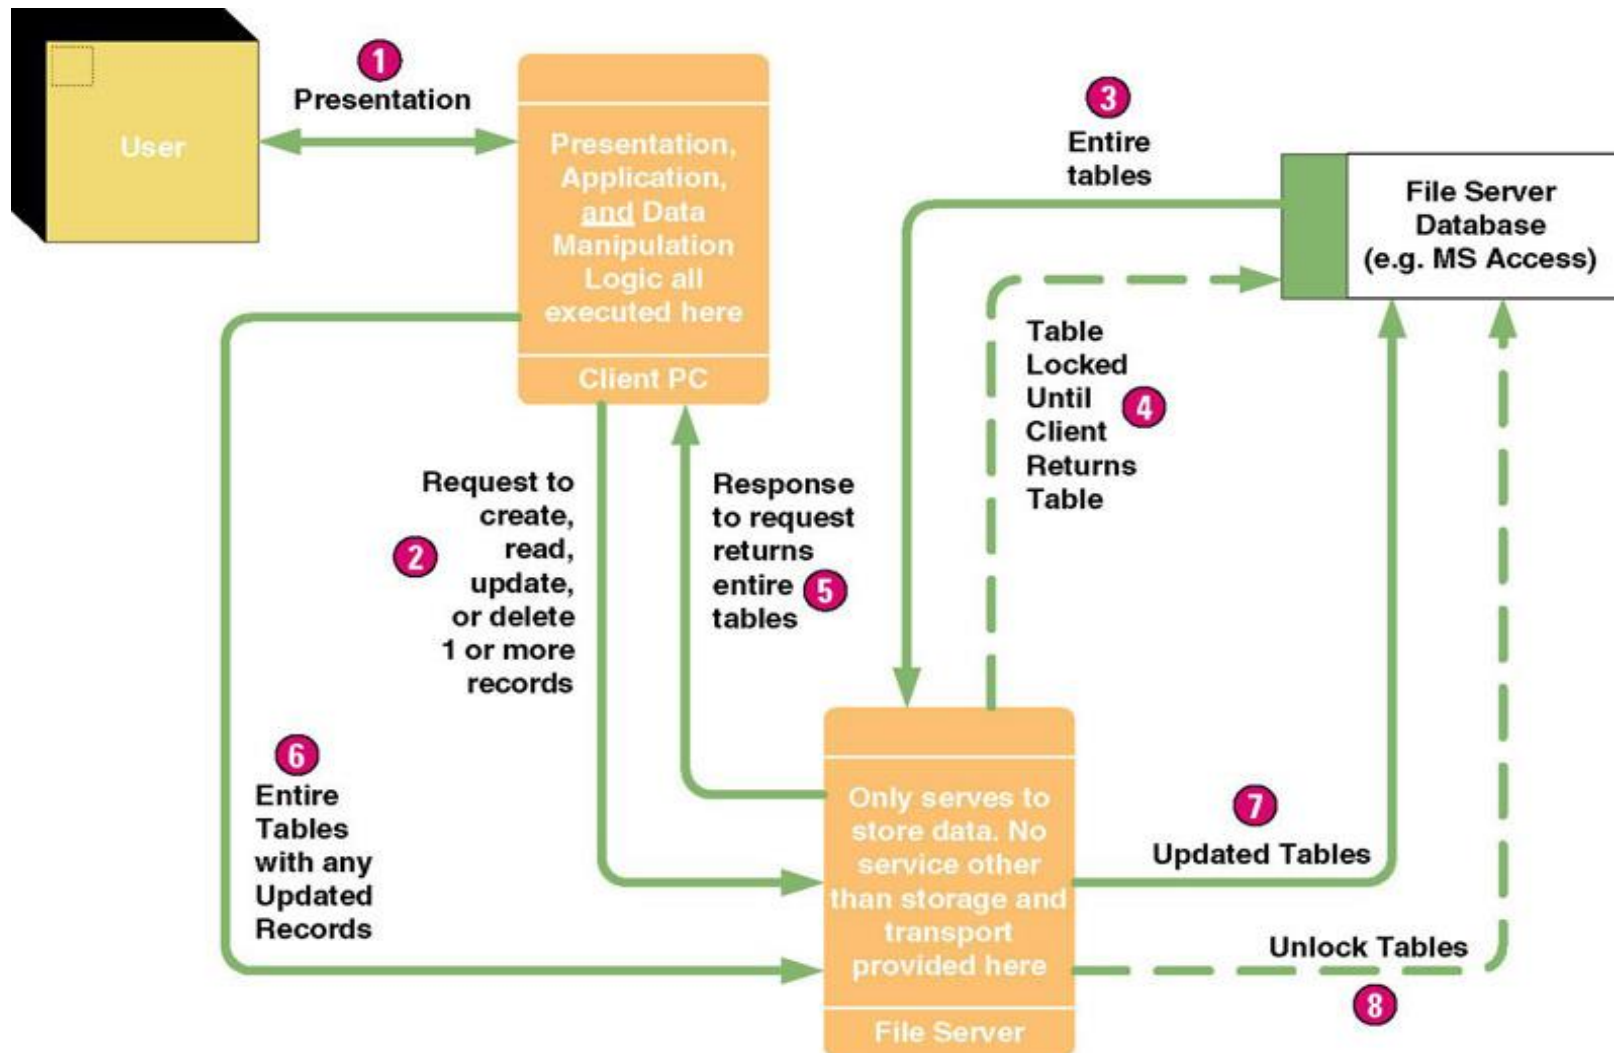 1
Presentation
User
Presentation,
Application,
and Data
Manipulation
Logic all
executed here
Client PC
3
Entire
tables
File Server
Database
(e.g. MS Access)
Table
Locked
Until
Client
Returns
Table
4
2
Request to
create,
read,
update,
or delete
1 or more
records
Response
to request
returns
entire
tables
5
6
Entire
Tables
with any
Updated
Records
Only serves to
store data. No
service other
than storage and
transport
provided here
File Server
7
Updated Tables
Unlock Tables
8